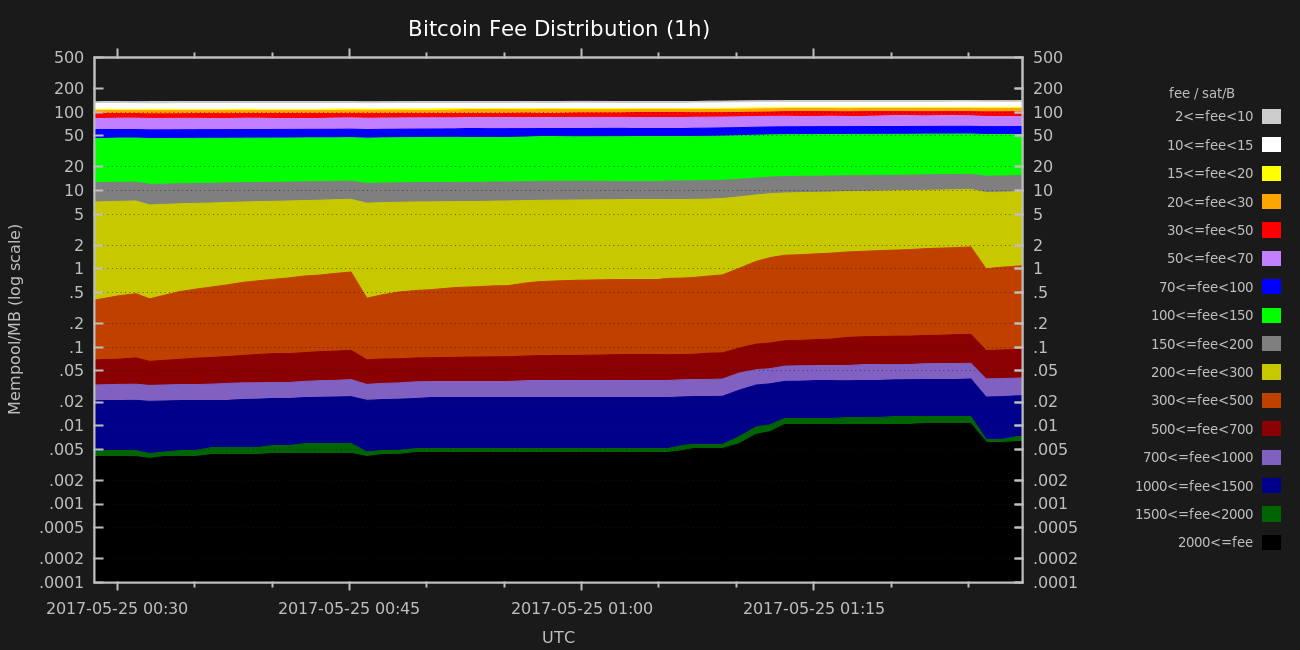 Bitcoin Fee Distribution (1h)
Mempool/MB (log scale)
500
200
100
50
20
10
5
2
1
.5
.2
.1
.05
.02
.01
.005
.002
.001
.0005
.0002
.0001
500
200
100
50
20
10
5
2
1
.5
.2
.1
.05
.02
.01
.005
.002
.001
.0005
.0002
.0001
2017-05-25 00:30 2017-05-25 00:45 2017-05-25 01:00 2017-05-25 01:15
UTC
fee / sat/B
2<=fee<10
10<=fee<15
15<=fee<20
20<=fee<30
30<=fee<50
50<=fee<70
70<=fee<100
100<=fee<150
150<=fee<200
200<=fee<300
300<=fee<500
500<=fee<700
700<=fee<1000
1000<=fee<1500
1500<=fee<2000
2000<=fee